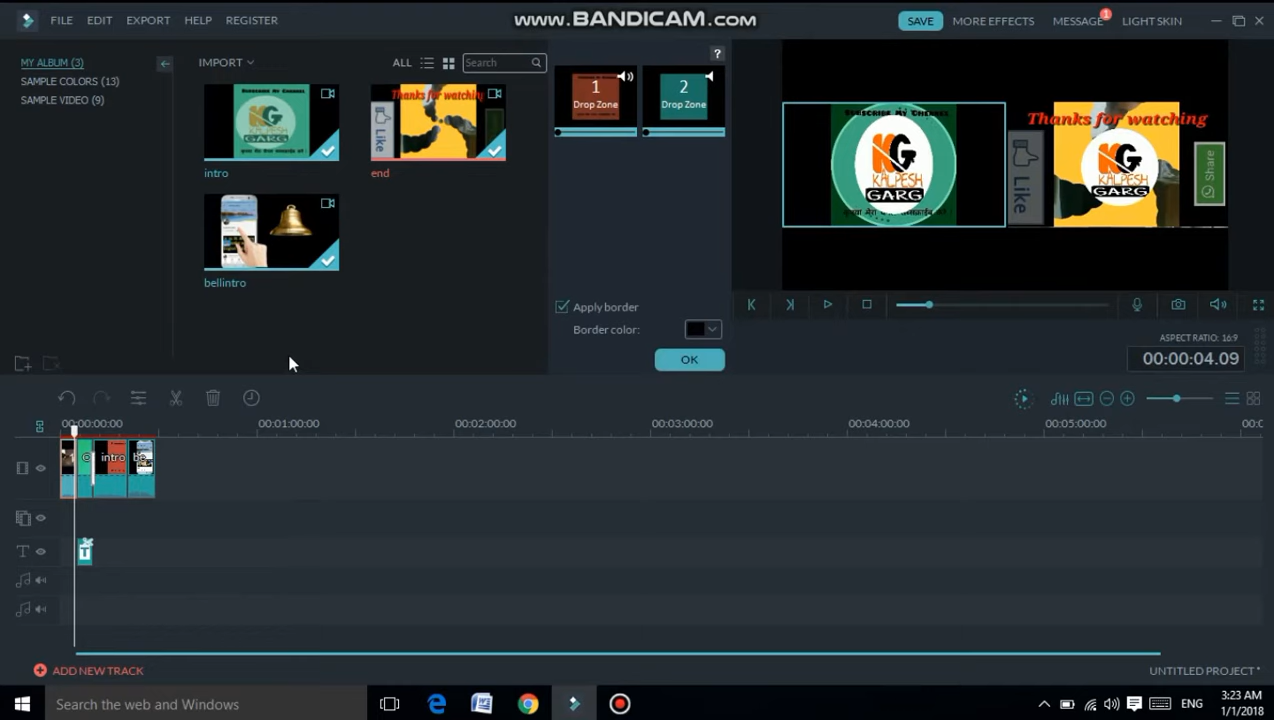 FILE EDIT EXPORT HELP REGISTER
www.BANDICAM.com
SAVE MORE EFFECTS MESSAGE 1 LIGHT SKIN
MY ALBUM (3)
SAMPLE COLORS (13)
SAMPLE VIDEO (9)
IMPORT
ALL
Search
intro
Thanks for watching
Like
end
bellintro
?
1
Drop Zone
2
Drop Zone
Apply border
Border color:
OK
SUBSCRIBE MY CHANNEL
KG
KALPESH
GARG
Thanks for watching
Like
KG
KALPESH
GARG
Share
ASPECT RATIO: 16:9
00:00:04.09
00:00:00:00 00:01:00:00 00:02:00:00 00:03:00:00 00:04:00:00 00:05:00:00
intro
T
T
ADD NEW TRACK
UNTITLED PROJECT *
Search the web and Windows
ENG
3:23 AM
1/1/2018